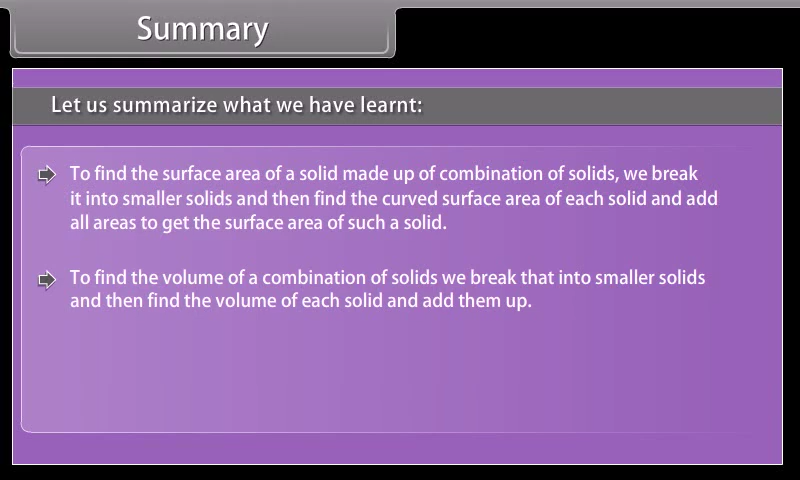 Summary
Let us summarize what we have learnt:
To find the surface area of a solid made up of combination of solids, we break
it into smaller solids and then find the curved surface area of each solid and add
all areas to get the surface area of such a solid.
To find the volume of a combination of solids we break that into smaller solids
and then find the volume of each solid and add them up.